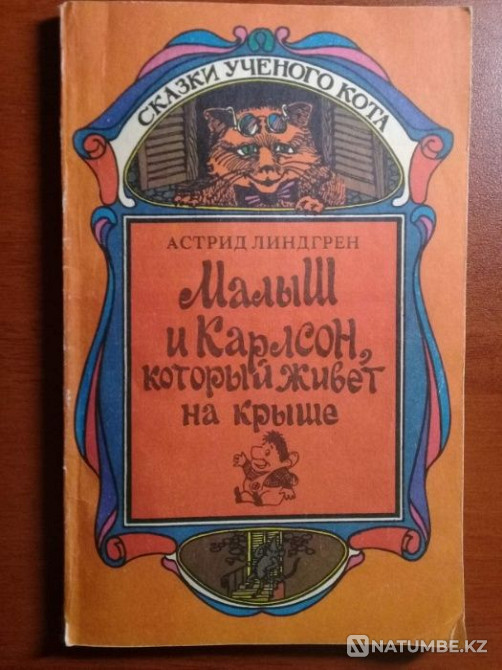 СКАЗКИ УЧЕНОГО КОТА
АСТРИД ЛИНДГРЕН
МАЛЫШ
И КАРЛСОН,
КОТОРЫЙ ЖИВЕТ
НА КРЫШЕ
NATUMBE.KZ